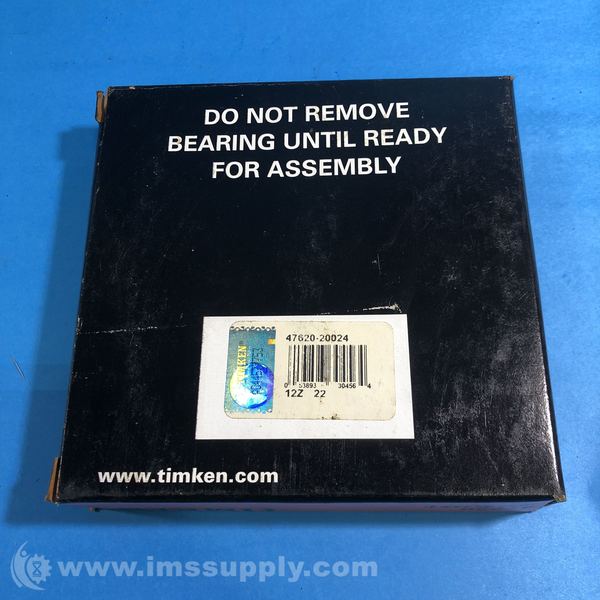 DO NOT REMOVE
BEARING UNTIL READY
FOR ASSEMBLY
47620-20024
0 53893 30456 4
12Z 22
www.timken.com
www.imssupply.com